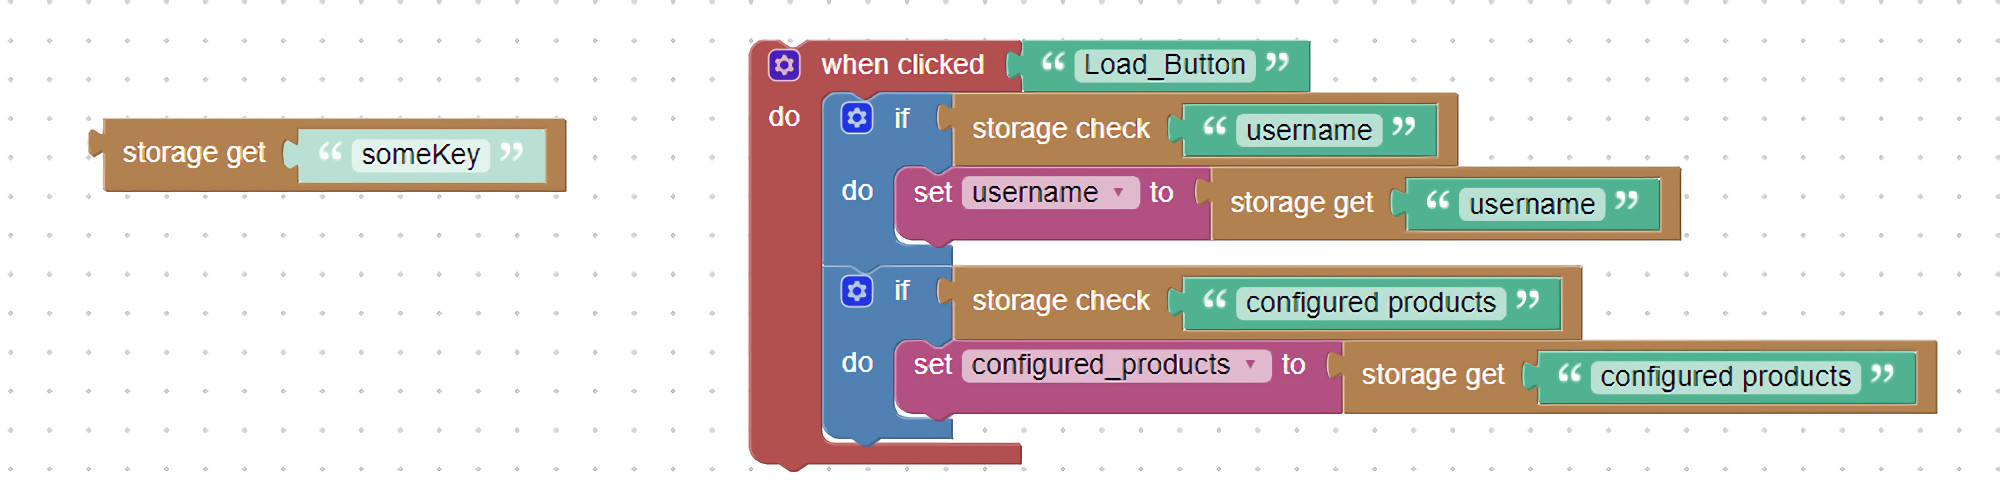 storage get “ someKey ”
when clicked “ Load_Button ”
do if storage check “ username ”
do set username to storage get “ username ”
if storage check “ configured products ”
do set configured_products to storage get “ configured products ”